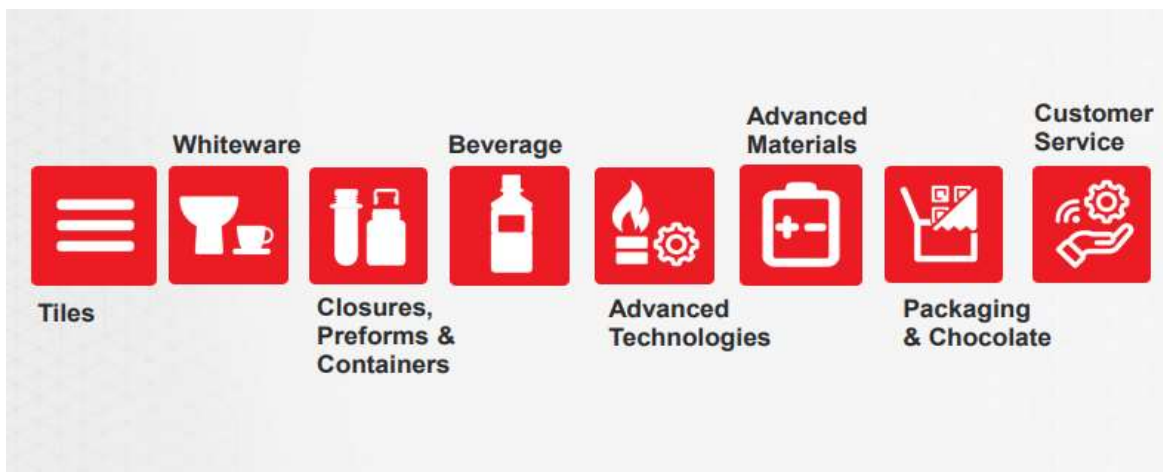 Tiles
Whiteware
Closures,
Preforms &
Containers
Beverage
Advanced
Technologies
Advanced
Materials
Packaging
& Chocolate
Customer
Service